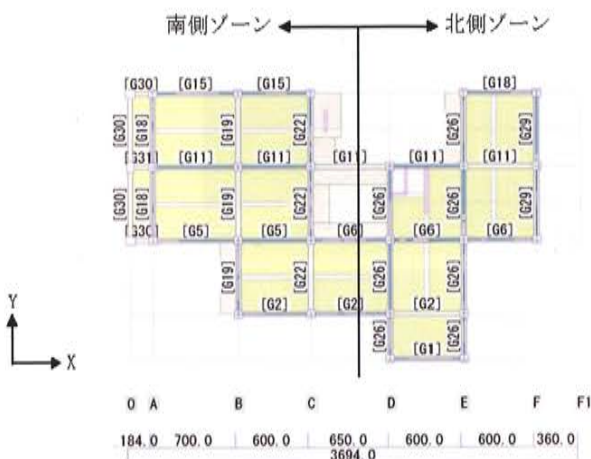 南側ゾーン 北側ゾーン
[G30] [G15] [G15] [G18]
[G30] [G18] [G19] [G22] [G26] [G29]
[G31] [G11] [G11] [G11] [G11] [G11]
[G30] [G18] [G19] [G22] [G26] [G26] [G29]
[G30] [G5] [G5] [G6] [G6] [G6]
[G19] [G22] [G26] [G26]
[G2] [G2] [G2]
[G26] [G26]
[G1]
Y
X
O A B C D E F F1
184.0 700.0 600.0 650.0 600.0 600.0 360.0
3694.0